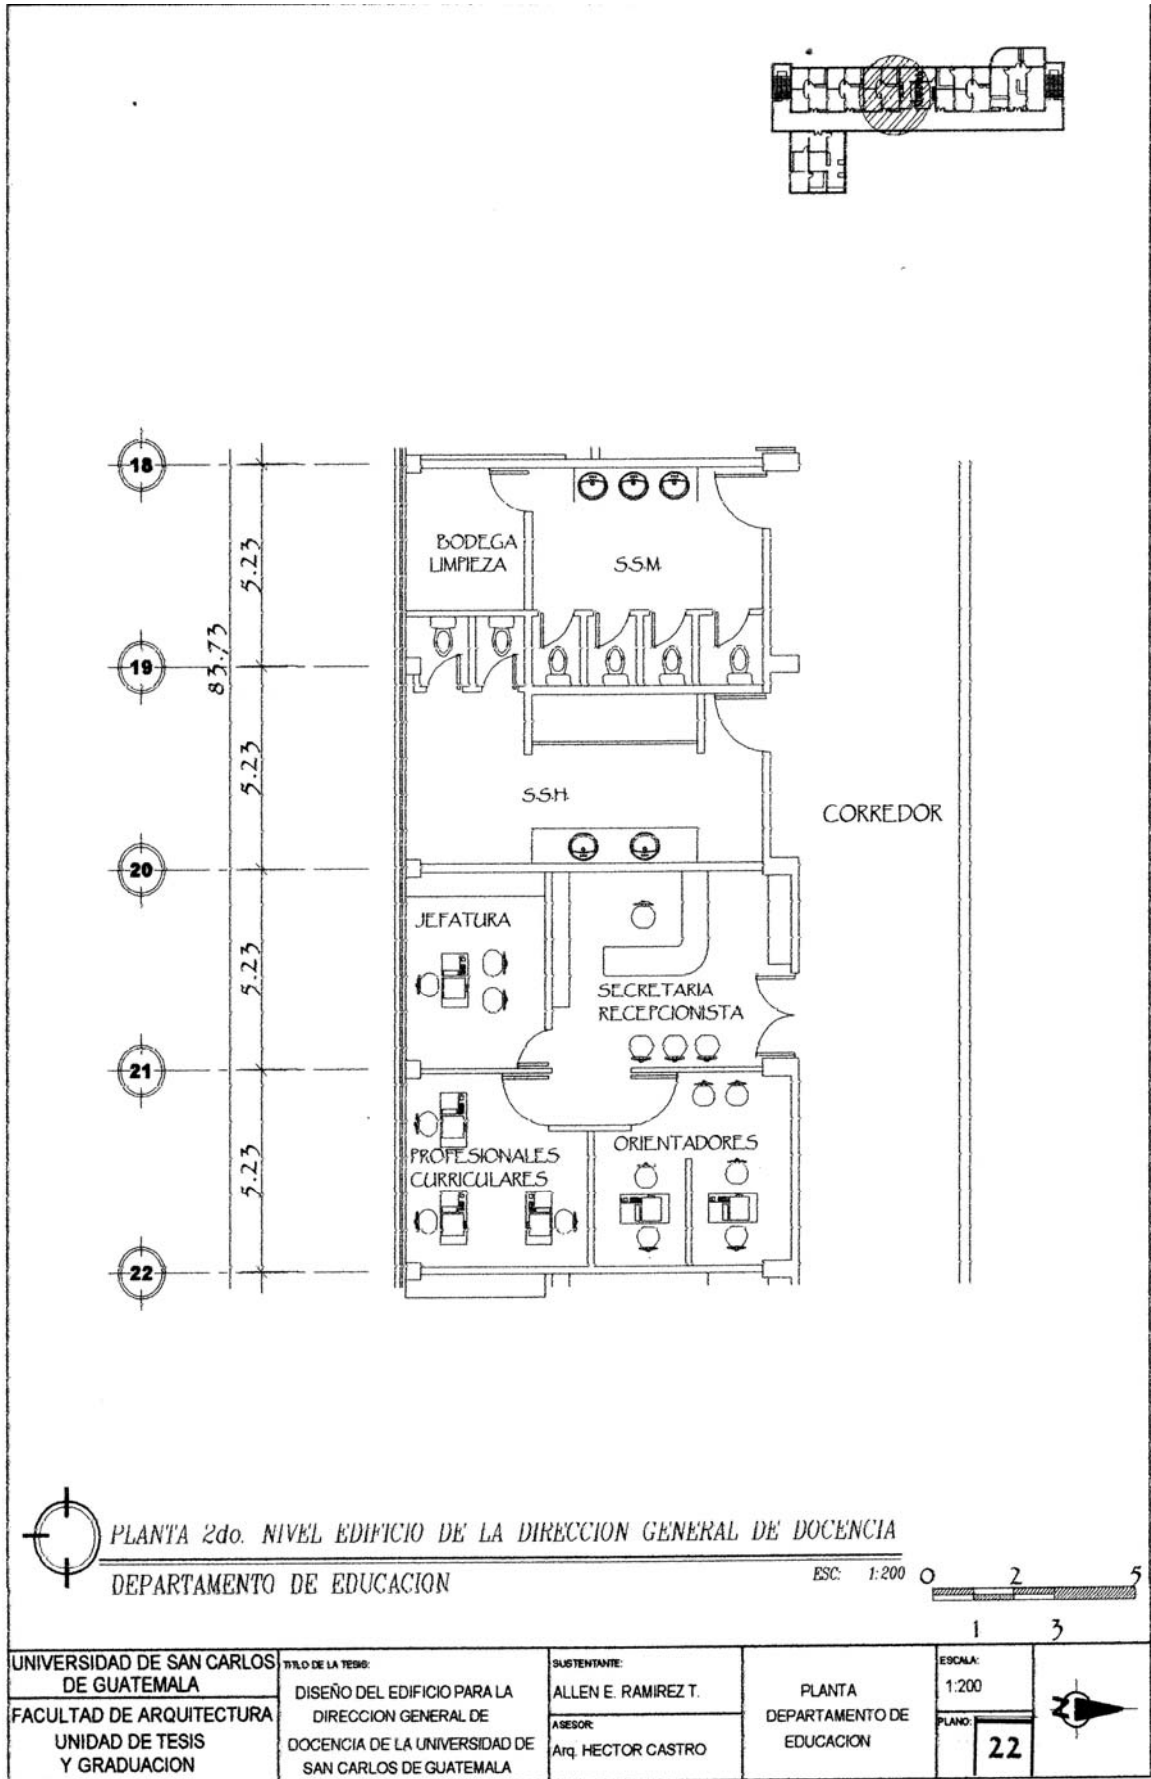 18
5.23
BODEGA
LIMPIEZA
S.S.M.
83.73
19
5.23
S.S.H.
CORREDOR
20
JEFATURA
5.23
SECRETARIA
RECEPCIONISTA
21
ORIENTADORES
PROFESIONALES
CURRICULARES
5.23
22
PLANTA 2do. NIVEL EDIFICIO DE LA DIRECCION GENERAL DE DOCENCIA
DEPARTAMENTO DE EDUCACION
ESC: 1:200
0 2 5
1 3
UNIVERSIDAD DE SAN CARLOS
DE GUATEMALA
FACULTAD DE ARQUITECTURA
UNIDAD DE TESIS
Y GRADUACION
TITLO DE LA TESIS:
DISEÑO DEL EDIFICIO PARA LA
DIRECCION GENERAL DE
DOCENCIA DE LA UNIVERSIDAD DE
SAN CARLOS DE GUATEMALA
SUSTENTANTE:
ALLEN E. RAMIREZ T.
ASESOR:
Arq. HECTOR CASTRO
PLANTA
DEPARTAMENTO DE
EDUCACION
ESCALA:
1:200
PLANO:
22
N